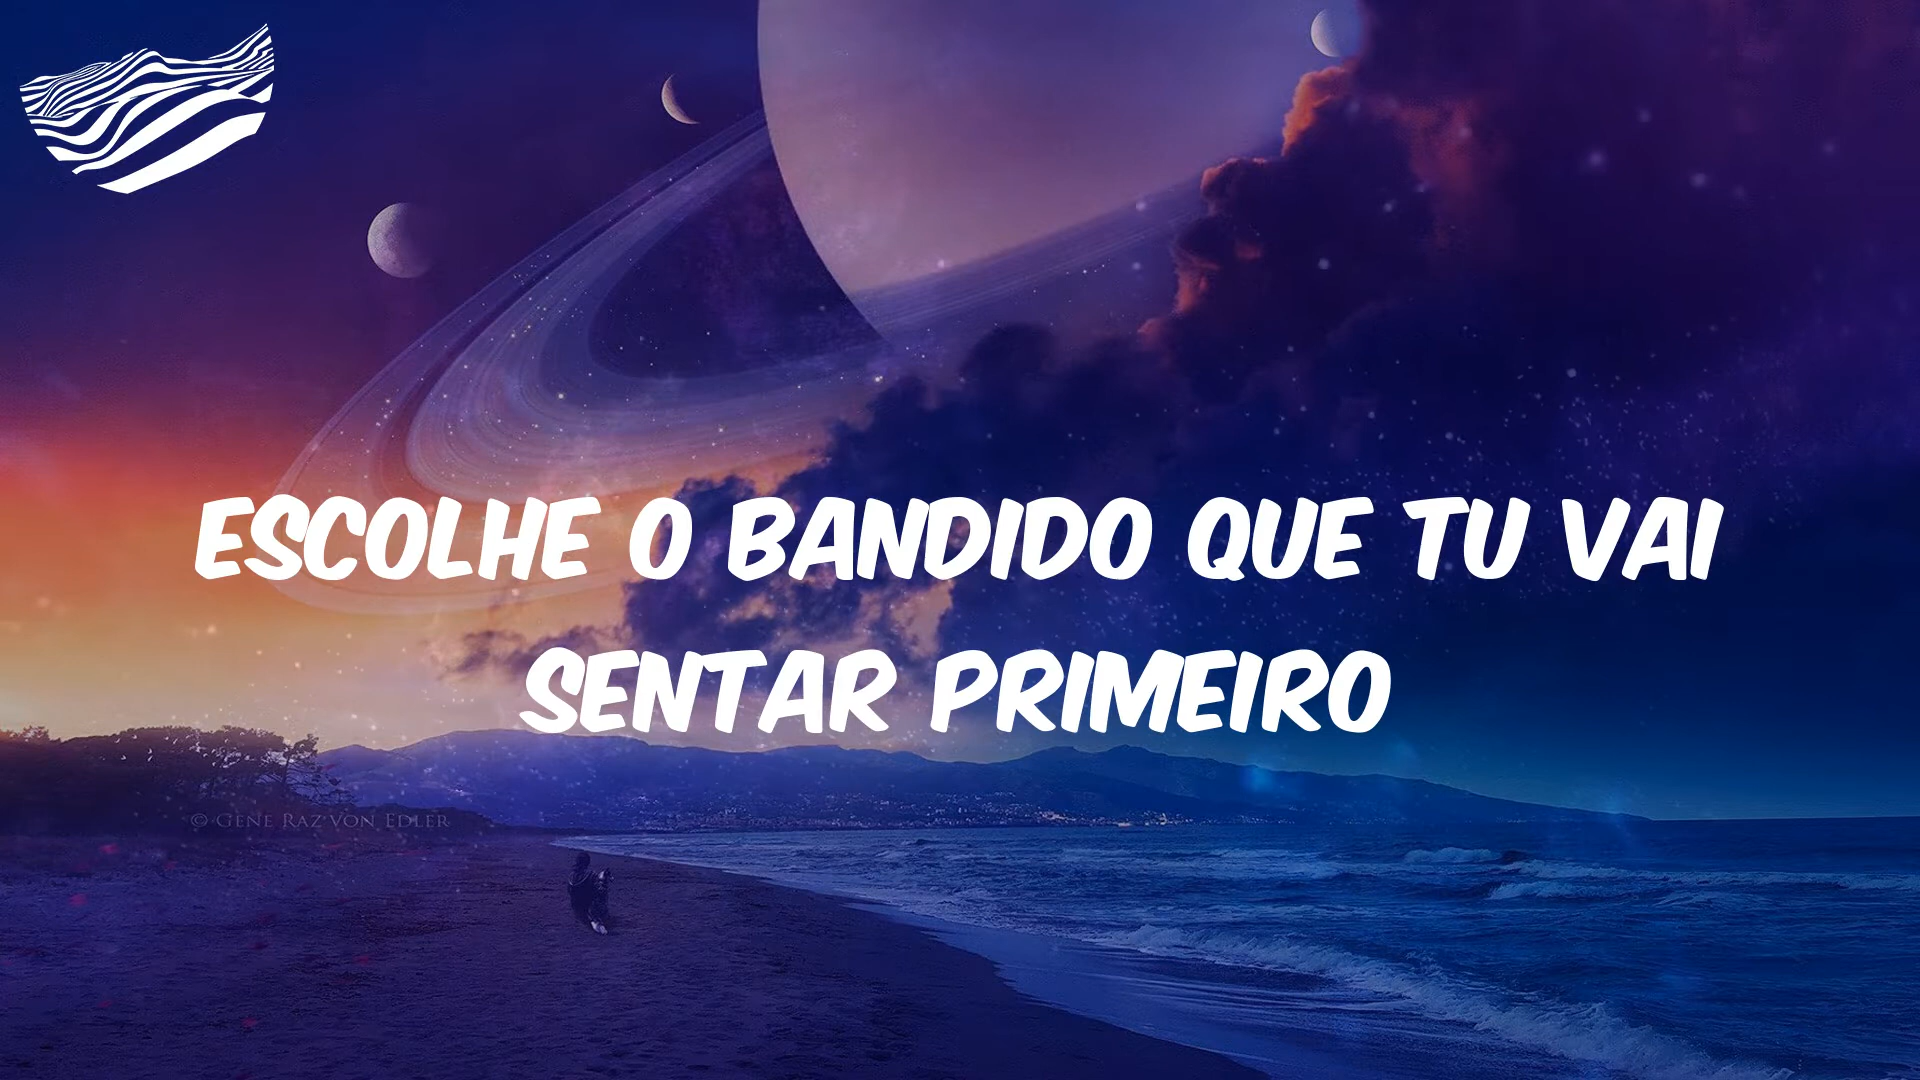 ESCOLHE O BANDIDO QUE TU VAI
SENTAR PRIMEIRO
© GENE RAZ VON EDLER